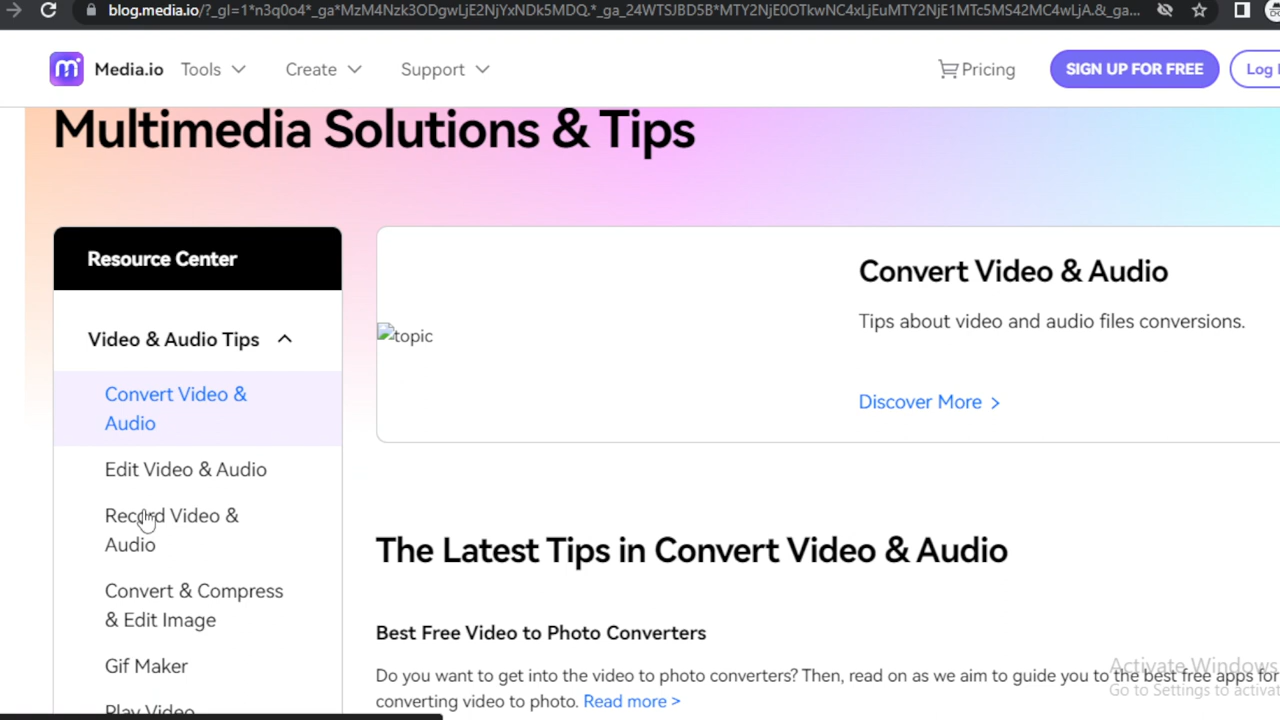 blog.media.io/?_gl=1*n3q0o4*_ga*MzM4Nzk3ODgwLjE2NjYxNDk5MDQ.*_ga_24WTSJBD5B*MTY2NjE0OTkwNC4xLjEuMTY2NjE1MTc5MS42MC4wLjA.&_ga...
Media.io Tools Create Support Pricing SIGN UP FOR FREE Log
Multimedia Solutions & Tips
Resource Center
Video & Audio Tips
Convert Video &
Audio
Edit Video & Audio
Record Video &
Audio
Convert & Compress
& Edit Image
Gif Maker
Play Video
topic
Convert Video & Audio
Tips about video and audio files conversions.
Discover More >
The Latest Tips in Convert Video & Audio
Best Free Video to Photo Converters
Do you want to get into the video to photo converters? Then, read on as we aim to guide you to the best free apps for
converting video to photo. Read more >
Activate Windows
Go to Settings to activat